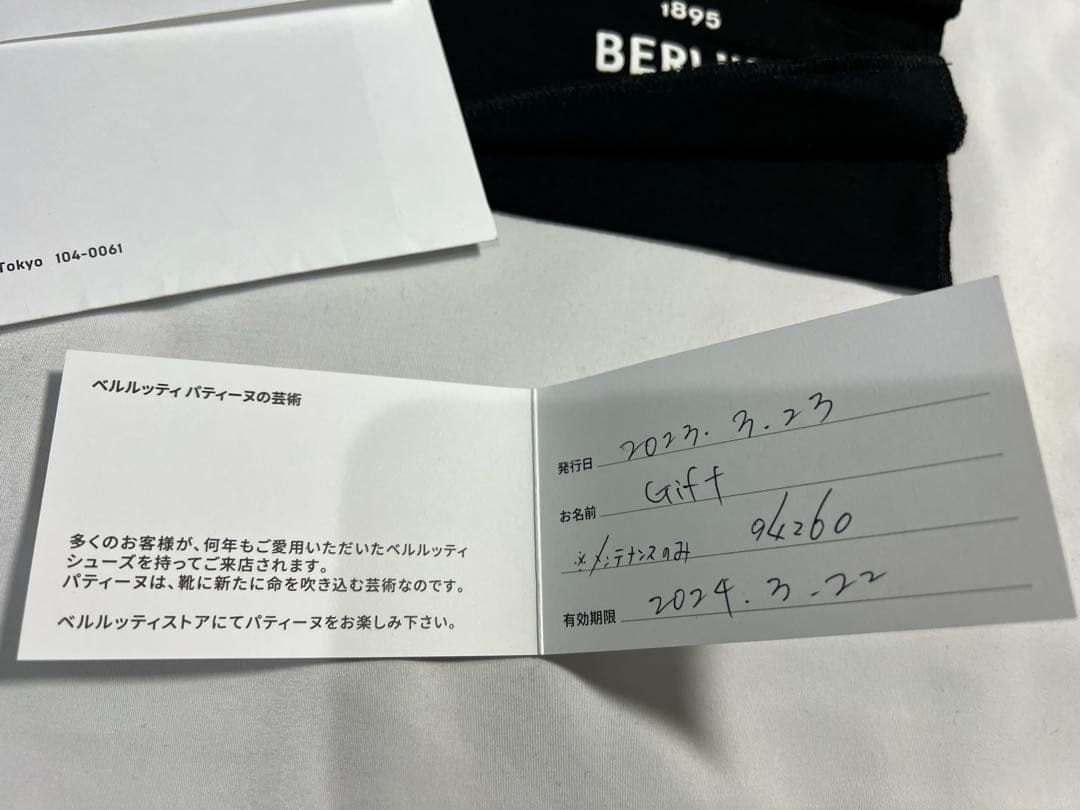 1895
BERLU
Tokyo 104-0061
ベルルッティ パティーヌの芸術
多くのお客様が、何年もご愛用いただいたベルルッティ
シューズを持ってご来店されます。
パティーヌは、靴に新たに命を吹き込む芸術なのです。
ベルルッティストアにてパティーヌをお楽しみ下さい。
発行日 2023.3.23
お名前 Gift
※メンテナンスのみ 94260
有効期限 2024.3.22